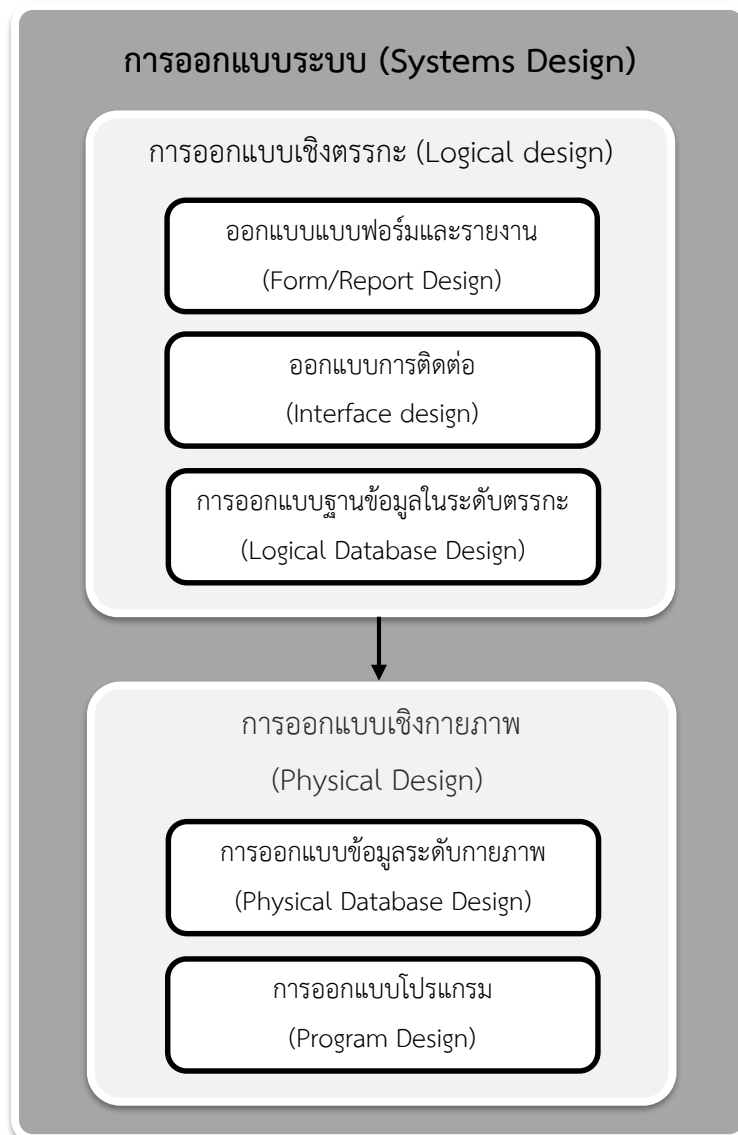 การออกแบบระบบ (Systems Design)
การออกแบบเชิงตรรกะ (Logical design)
ออกแบบแบบฟอร์มและรายงาน
(Form/Report Design)
ออกแบบการติดต่อ
(Interface design)
การออกแบบฐานข้อมูลในระดับตรรกะ
(Logical Database Design)
การออกแบบเชิงกายภาพ
(Physical Design)
การออกแบบข้อมูลระดับกายภาพ
(Physical Database Design)
การออกแบบโปรแกรม
(Program Design)